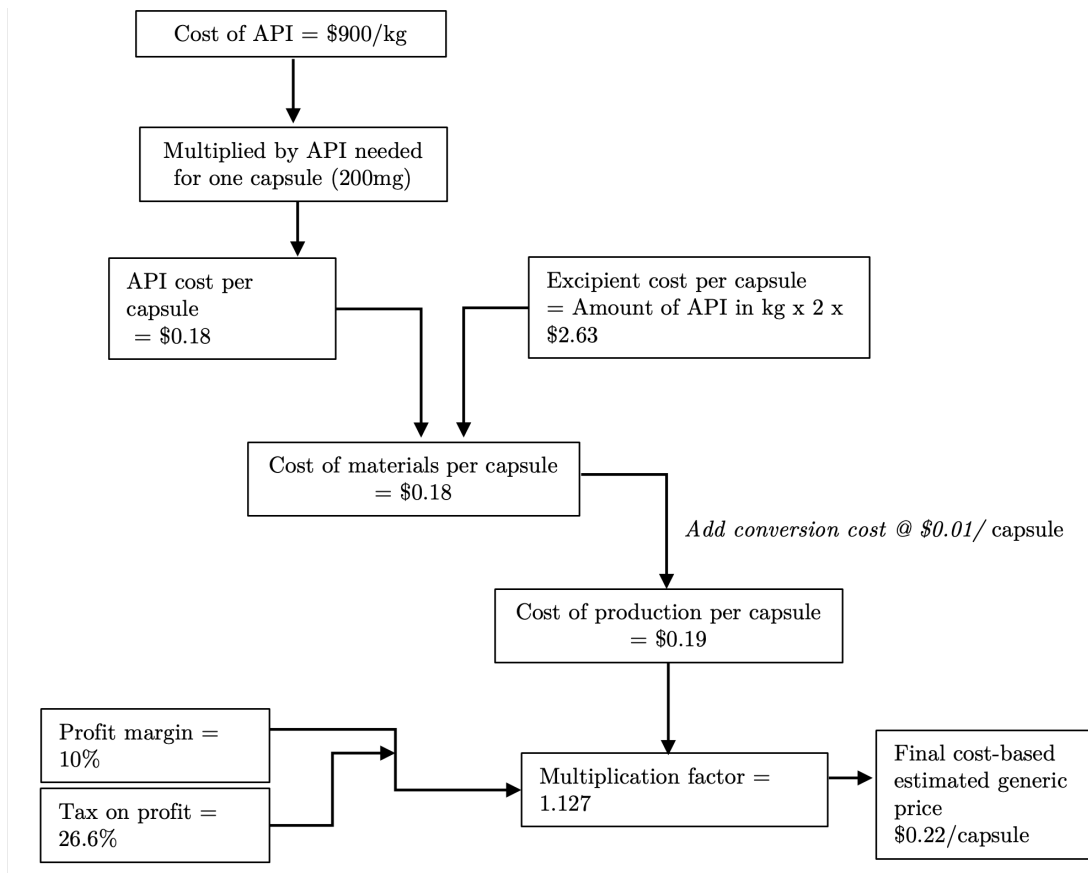 Cost of API = $900/kg
Multiplied by API needed
for one capsule (200mg)
API cost per
capsule
= $0.18
Excipient cost per capsule
= Amount of API in kg x 2 x
$2.63
Cost of materials per capsule
= $0.18
Add conversion cost @ $0.01/ capsule
Cost of production per capsule
= $0.19
Profit margin =
10%
Tax on profit =
26.6%
Multiplication factor =
1.127
Final cost-based
estimated generic
price
$0.22/capsule